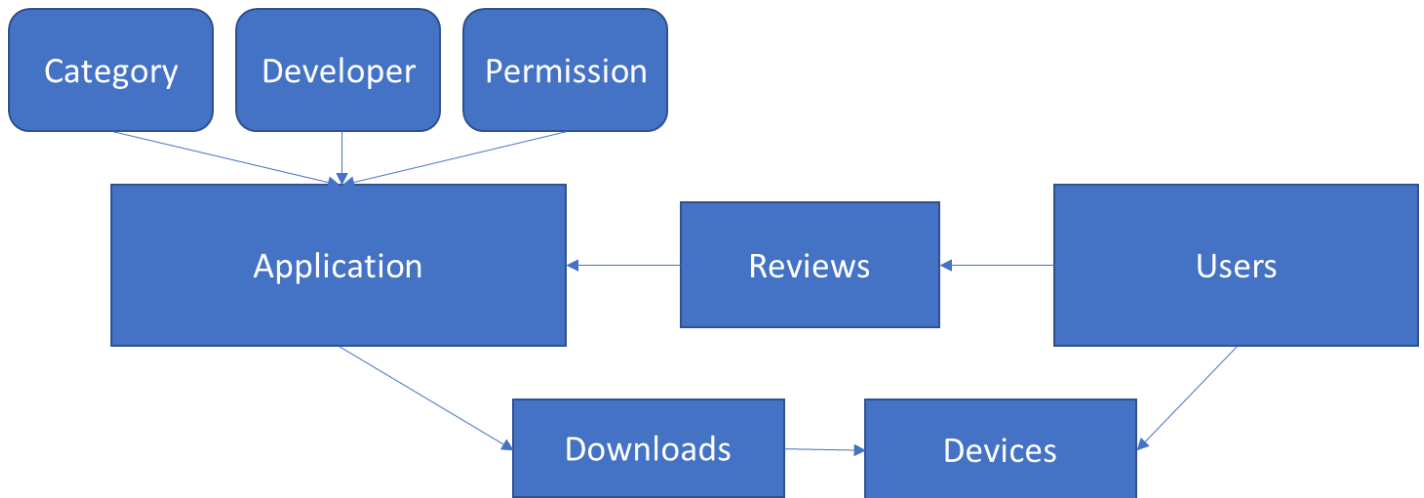 Category
Developer
Permission
Application
Reviews
Users
Downloads
Devices